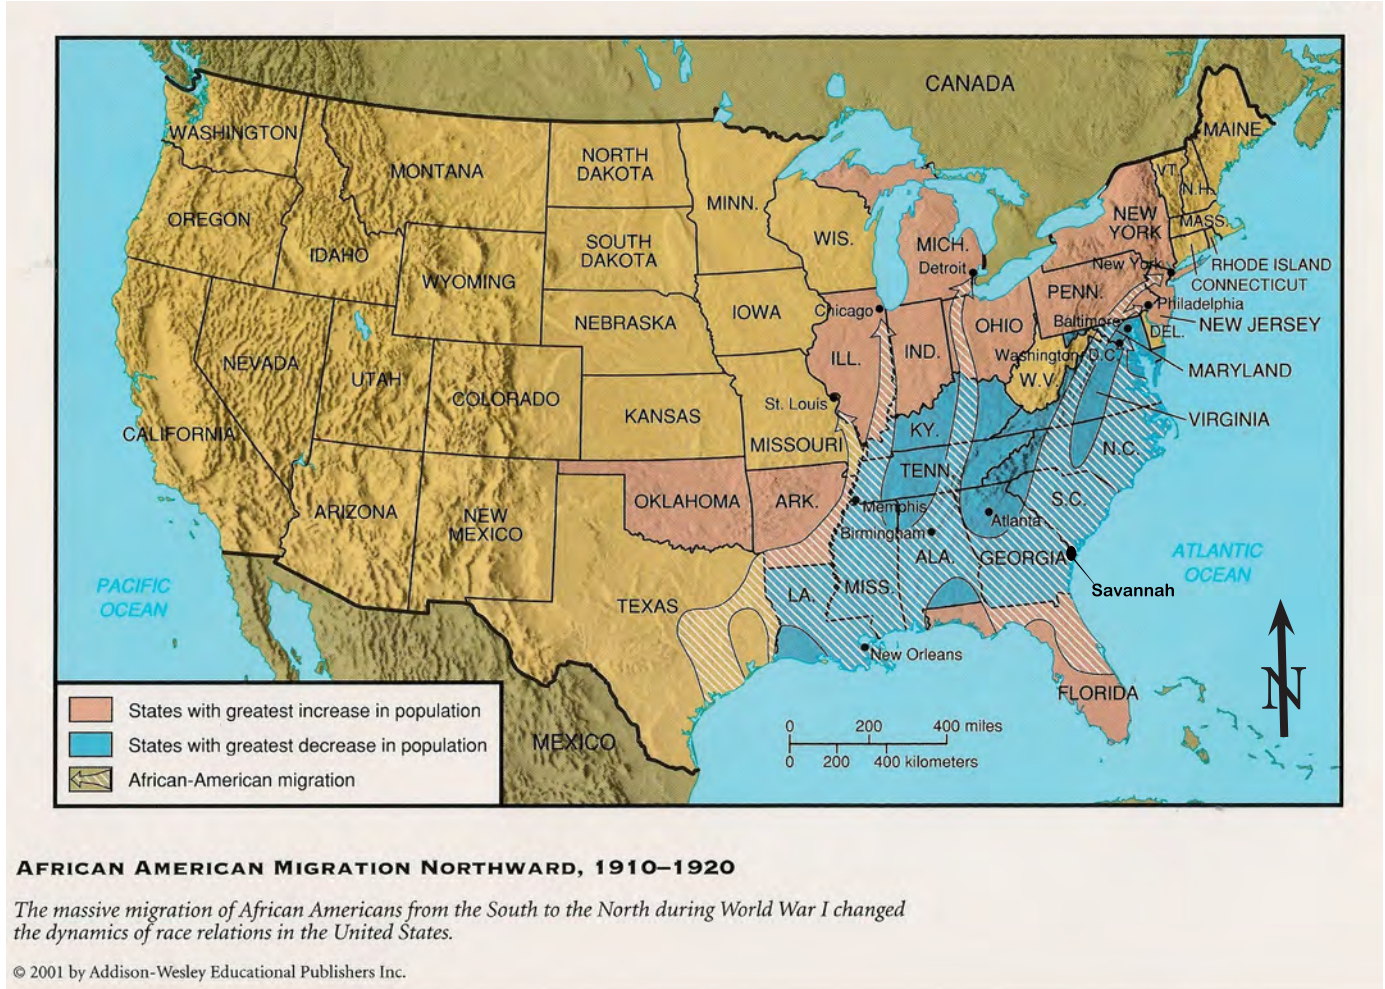 CANADA
WASHINGTON
MONTANA
NORTH
DAKOTA
MINN.
MAINE
VT.
N.H.
OREGON
IDAHO
SOUTH
DAKOTA
WIS.
MICH.
NEW
YORK
MASS.
WYOMING
Detroit
New York
RHODE ISLAND
CONNECTICUT
NEBRASKA
IOWA
Chicago
PENN.
Philadelphia
NEVADA
UTAH
COLORADO
ILL.
IND.
OHIO
Baltimore
DEL.
NEW JERSEY
Washington, D.C.
W.V.
MARYLAND
CALIFORNIA
KANSAS
St. Louis
MISSOURI
KY.
VIRGINIA
N.C.
ARIZONA
NEW
MEXICO
OKLAHOMA
ARK.
TENN.
Memphis
S.C.
Birmingham
Atlanta
PACIFIC
OCEAN
TEXAS
LA.
MISS.
ALA.
GEORGIA
Savannah
ATLANTIC
OCEAN
New Orleans
FLORIDA
N
MEXICO
0 200 400 miles
0 200 400 kilometers
States with greatest increase in population
States with greatest decrease in population
African-American migration
AFRICAN AMERICAN MIGRATION NORTHWARD, 1910–1920
The massive migration of African Americans from the South to the North during World War I changed
the dynamics of race relations in the United States.
© 2001 by Addison-Wesley Educational Publishers Inc.